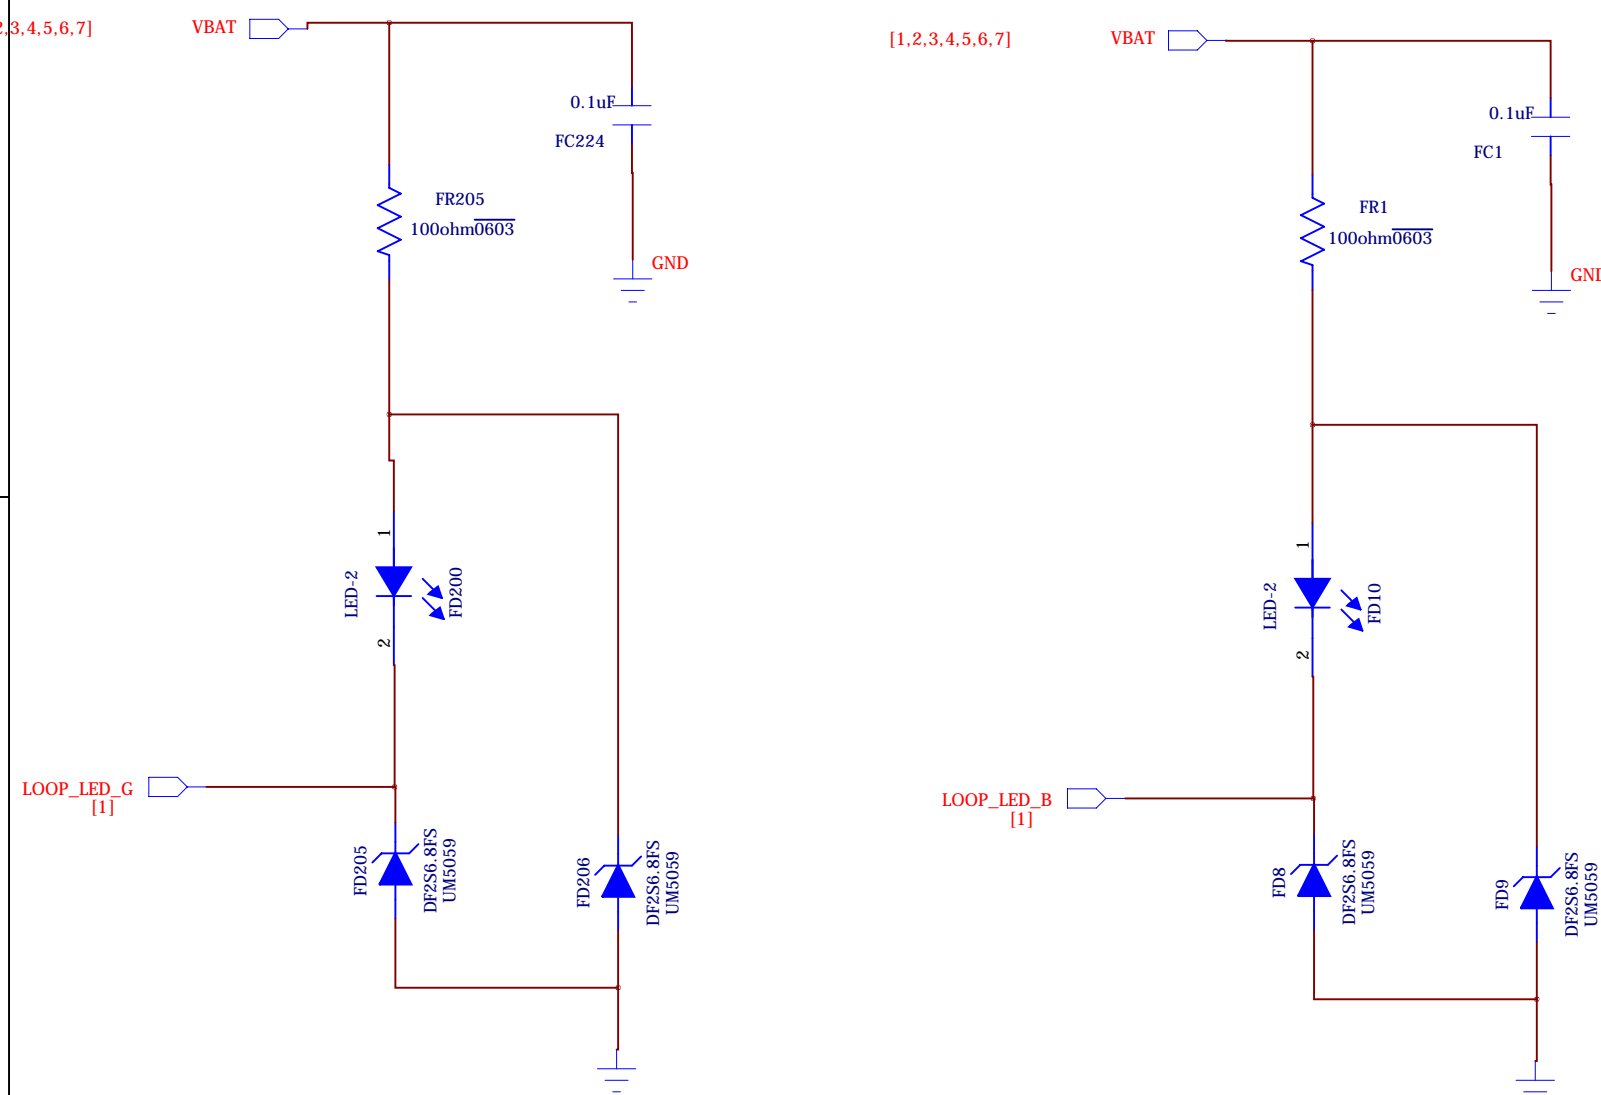 2,3,4,5,6,7]
VBAT
0.1uF
FC224
FR205
100ohm0603
GND
1
LED-2
FD200
2
LOOP_LED_G
[1]
FD205
DF2S6.8FS
UM5059
FD206
DF2S6.8FS
UM5059
[1,2,3,4,5,6,7]
VBAT
0.1uF
FC1
FR1
100ohm0603
GND
1
LED-2
FD10
2
LOOP_LED_B
[1]
FD8
DF2S6.8FS
UM5059
FD9
DF2S6.8FS
UM5059